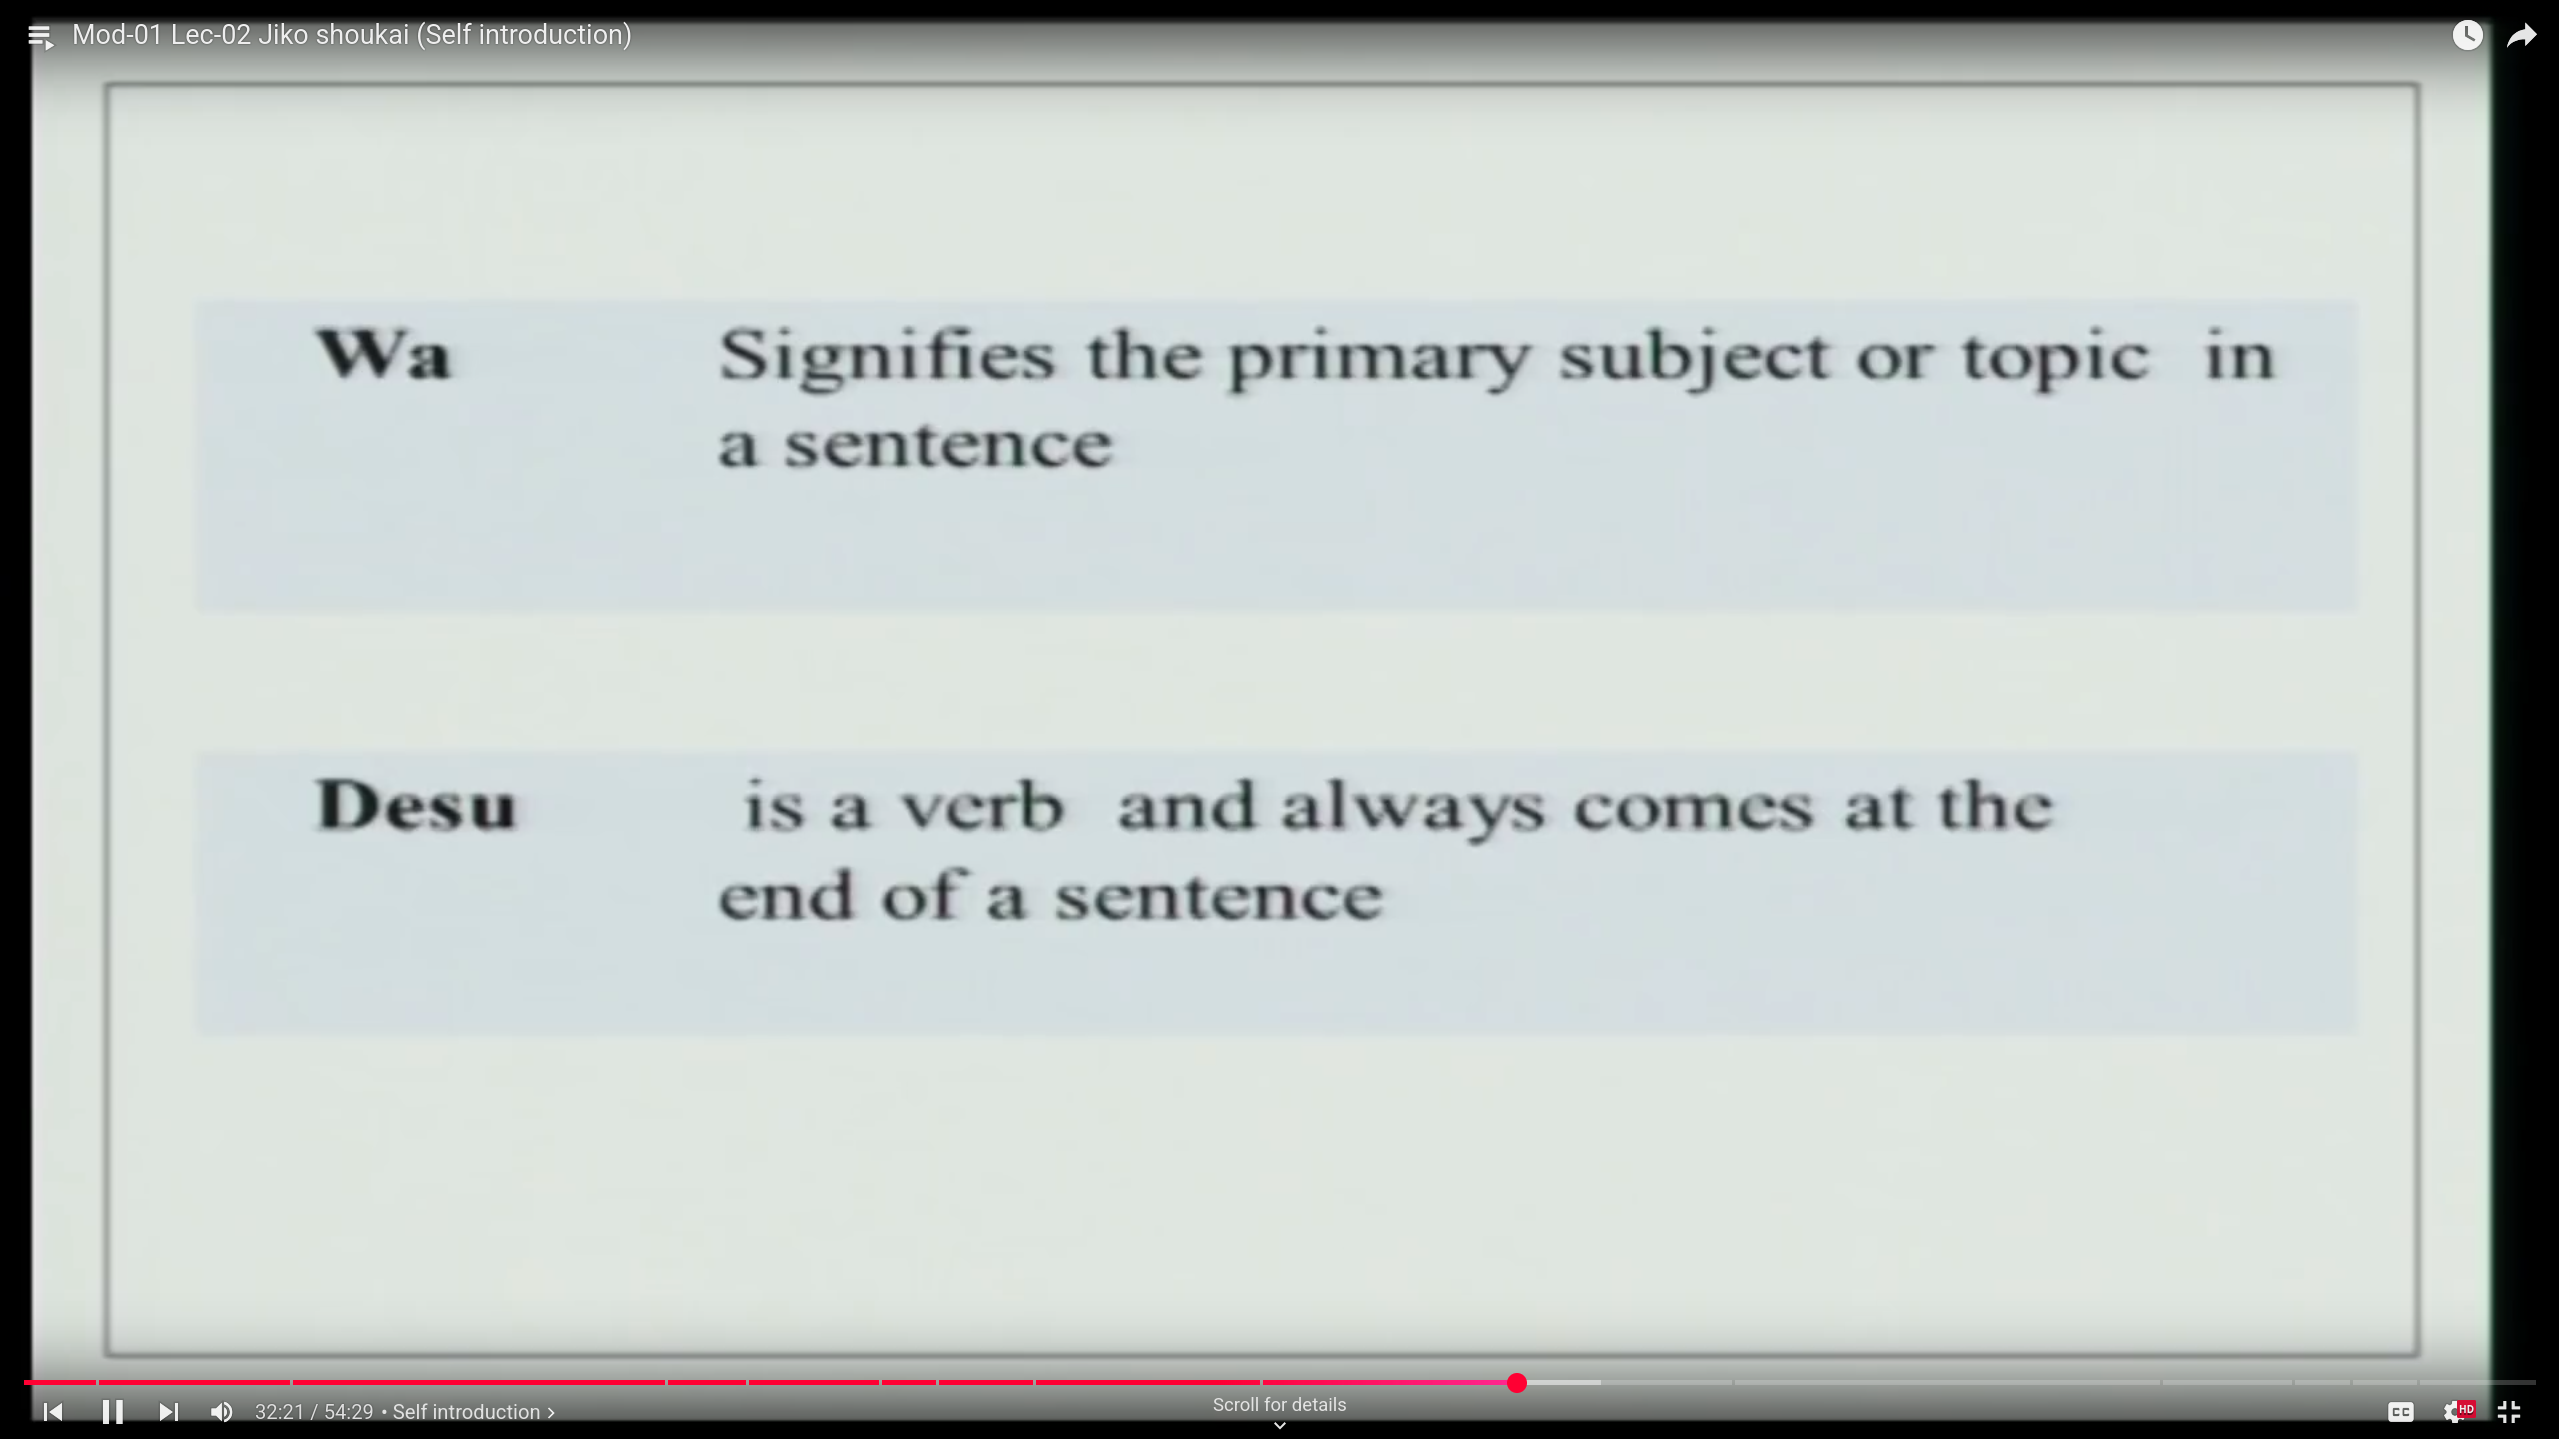 Mod-01 Lec-02 Jiko shoukai (Self introduction)
Wa Signifies the primary subject or topic in
a sentence
Desu is a verb and always comes at the
end of a sentence
Scroll for details
32:21 / 54:29 • Self introduction
CC HD